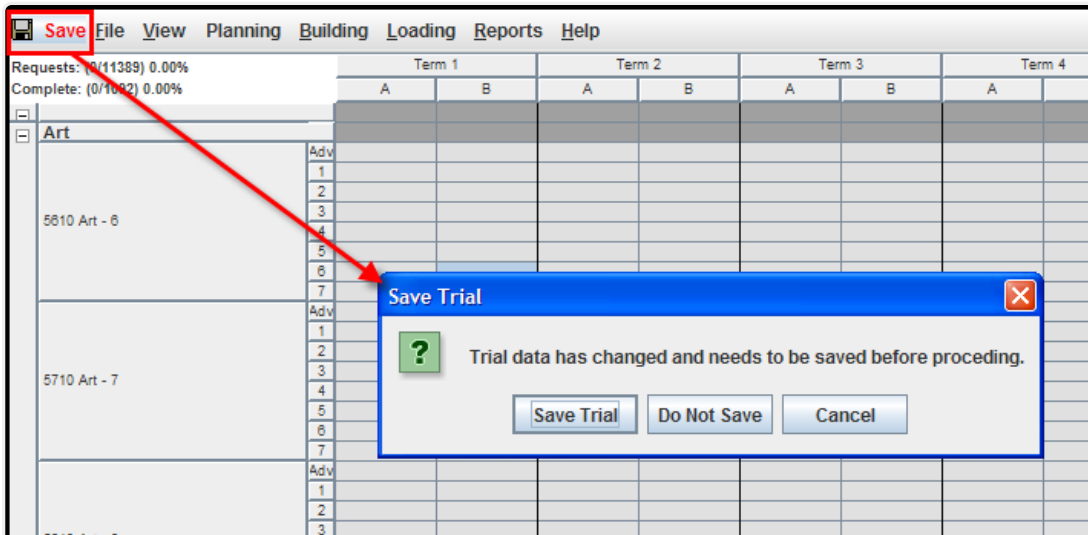 Save File View Planning Building Loading Reports Help
Requests: (0/11389) 0.00%
Term 1 Term 2 Term 3 Term 4
Complete: (0/1092) 0.00%
A B A B A B A
Art
Adv
1
2
3
5610 Art - 6
4
5
6
7
Adv
1
2
3
5710 Art - 7
4
5
6
7
Adv
1
2
3
Save Trial
?
Trial data has changed and needs to be saved before proceding.
Save Trial Do Not Save Cancel